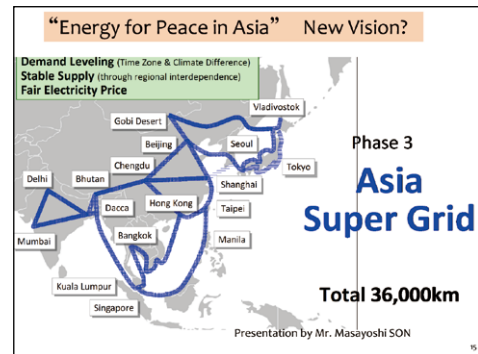 “Energy for Peace in Asia” New Vision?
Demand Leveling (Time Zone & Climate Difference)
Stable Supply (through regional interdependence)
Fair Electricity Price
Vladivostok
Gobi Desert
Beijing
Seoul
Phase 3
Chengdu
Tokyo
Delhi
Bhutan
Shanghai
Asia
Super Grid
Dacca
Hong Kong
Taipei
Mumbai
Bangkok
Manila
Kuala Lumpur
Singapore
Total 36,000km
Presentation by Mr. Masayoshi SON
15